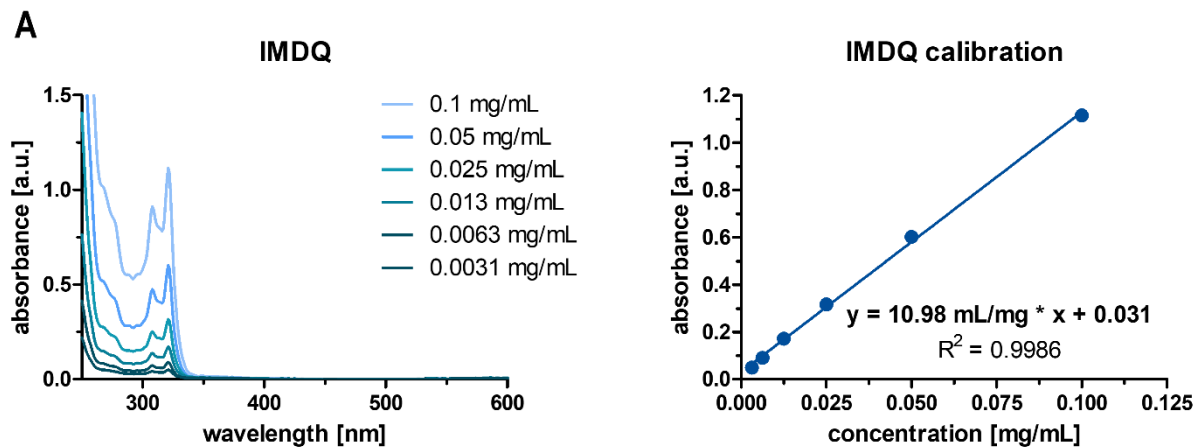 A
IMDQ
1.5
1.0
0.5
0.0
absorbance [a.u.]
300
400
500
600
wavelength [nm]
0.1 mg/mL
0.05 mg/mL
0.025 mg/mL
0.013 mg/mL
0.0063 mg/mL
0.0031 mg/mL
IMDQ calibration
1.2
1.0
0.8
0.6
0.4
0.2
0.0
absorbance [a.u.]
y = 10.98 mL/mg * x + 0.031
R² = 0.9986
0.000
0.025
0.050
0.075
0.100
0.125
concentration [mg/mL]